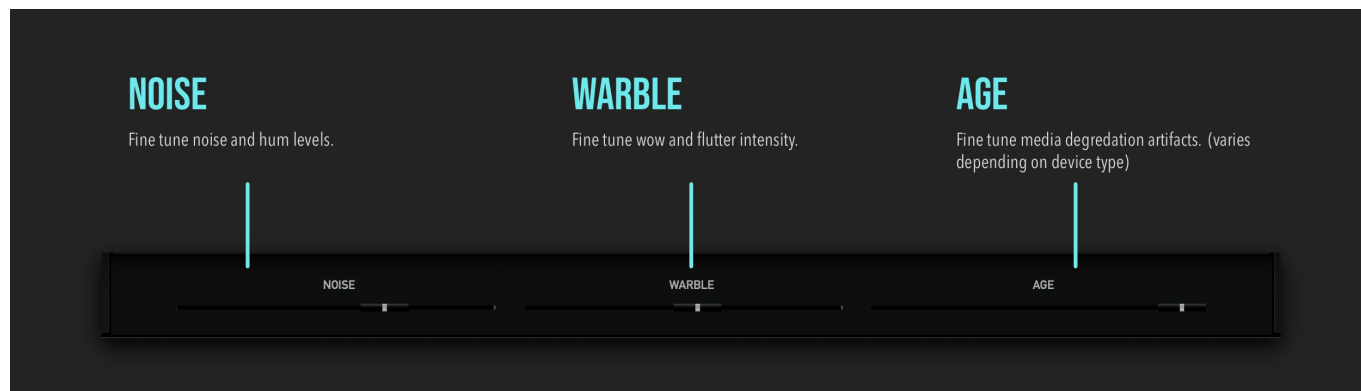 NOISE
Fine tune noise and hum levels.
WARBLE
Fine tune wow and flutter intensity.
AGE
Fine tune media degredation artifacts. (varies
depending on device type)
NOISE
WARBLE
AGE